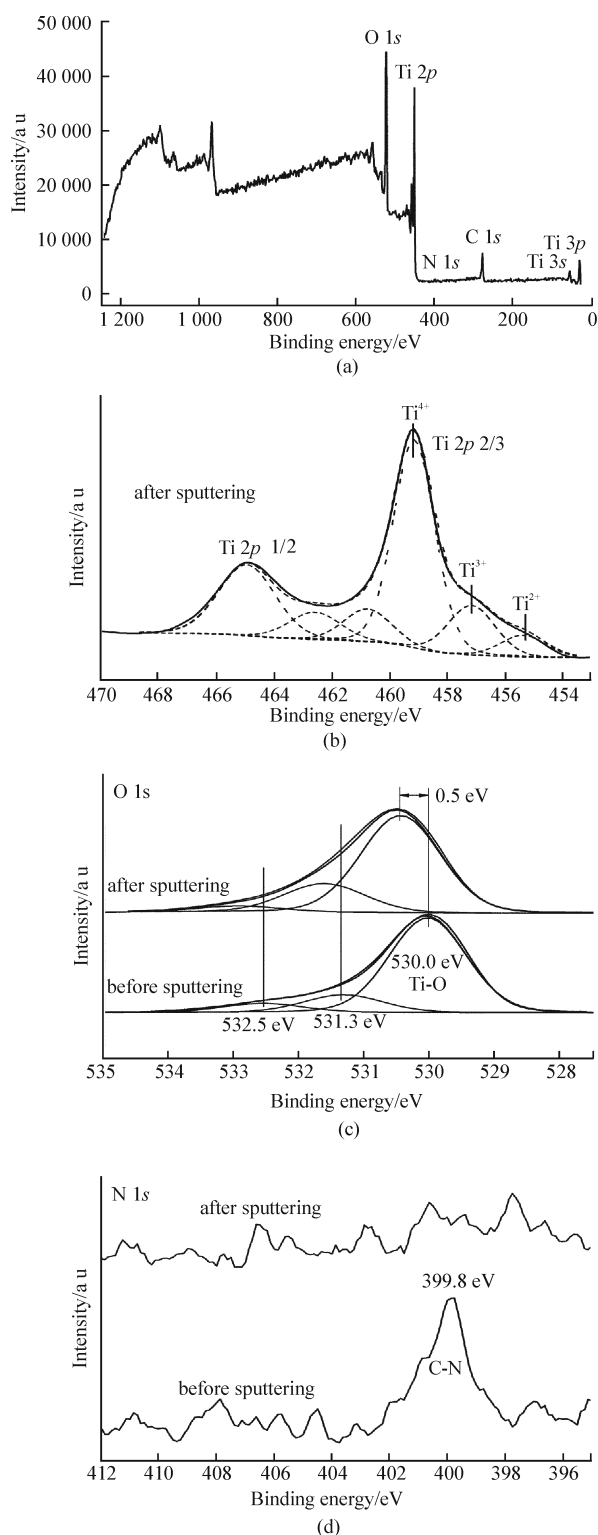 50 000
40 000
30 000
20 000
10 000
0
Intensity/a u
O 1s
Ti 2p
N 1s
C 1s
Ti 3s
Ti 3p
1 200 1 000 800 600 400 200 0
Binding energy/eV
(a)
Ti4+
Ti 2p 2/3
after sputtering
Ti 2p 1/2
Ti3+
Ti2+
Intensity/a u
470 468 466 464 462 460 458 456 454
Binding energy/eV
(b)
O 1s
0.5 eV
after sputtering
530.0 eV
Ti-O
before sputtering
532.5 eV 531.3 eV
Intensity/a u
535 534 533 532 531 530 529 528
Binding energy/eV
(c)
N 1s
after sputtering
399.8 eV
C-N
before sputtering
Intensity/a u
412 410 408 406 404 402 400 398 396
Binding energy/eV
(d)